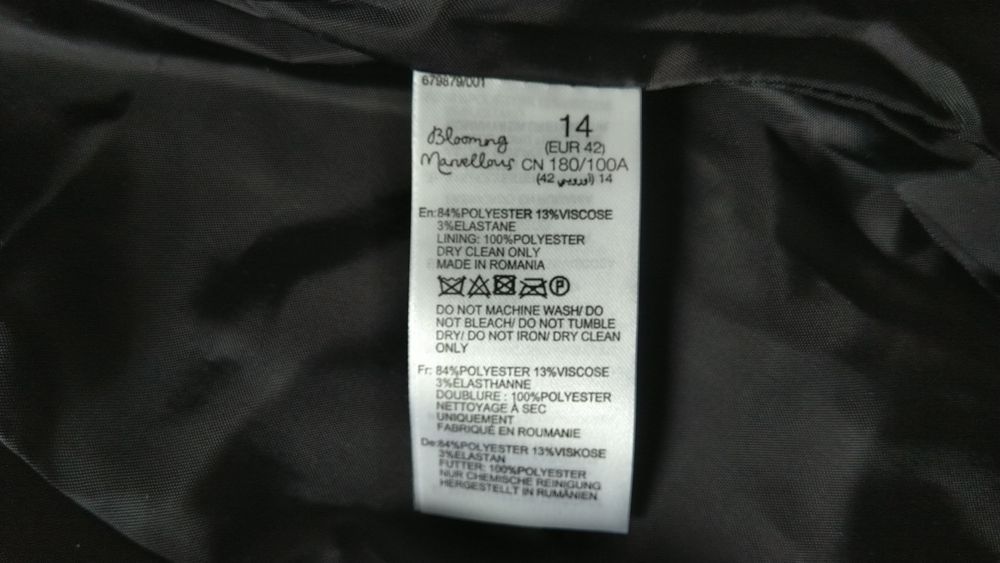 679879/001
14
Blooming
(EUR 42)
Marvellous CN 180/100A
(42 14
En:84%POLYESTER 13%VISCOSE
3%ELASTANE
LINING: 100%POLYESTER
DRY CLEAN ONLY
MADE IN ROMANIA
P
DO NOT MACHINE WASH/ DO
NOT BLEACH/ DO NOT TUMBLE
DRY/ DO NOT IRON/ DRY CLEAN
ONLY
Fr: 84%POLYESTER 13%VISCOSE
3%ÉLASTHANNE
DOUBLURE : 100%POLYESTER
NETTOYAGE À SEC
UNIQUEMENT
FABRIQUÉ EN ROUMANIE
De:84%POLYESTER 13%VISKOSE
3%ELASTAN
FUTTER: 100%POLYESTER
NUR CHEMISCHE REINIGUNG
HERGESTELLT IN RUMÄNIEN